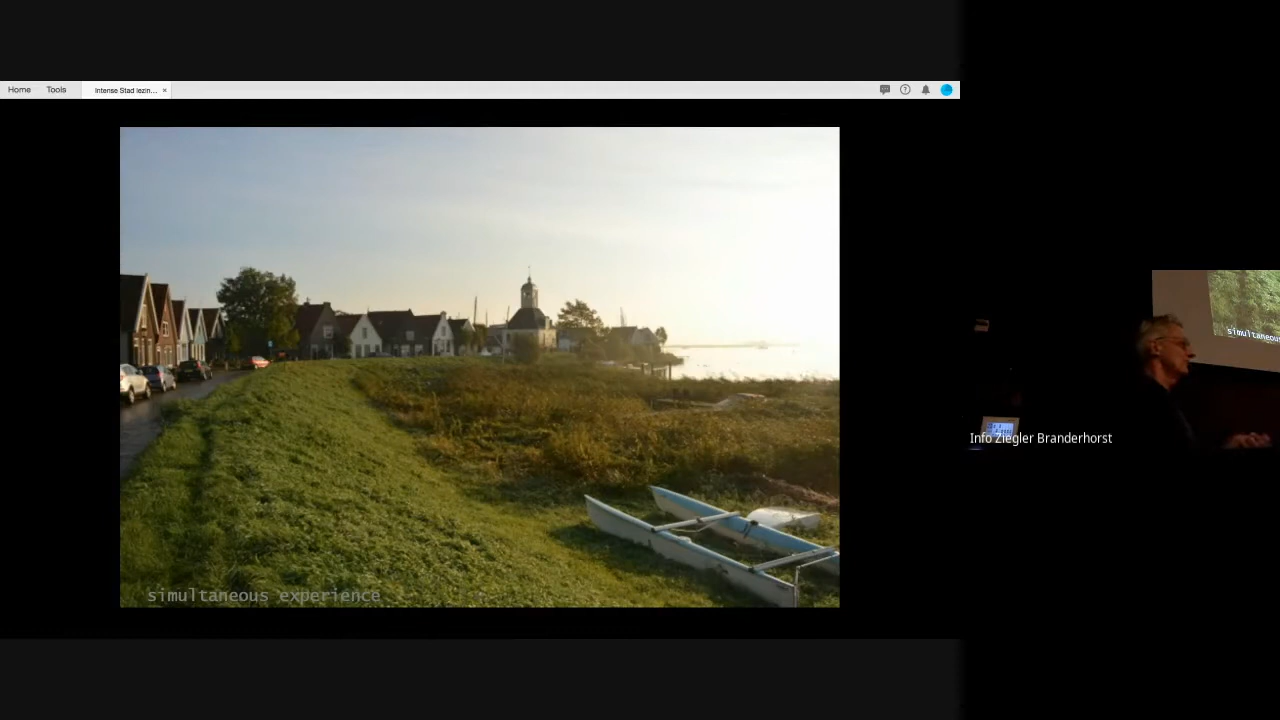 Home Tools Intense Stad lezin... ×
simultaneous experience
simultaneous
Info Ziegler Branderhorst